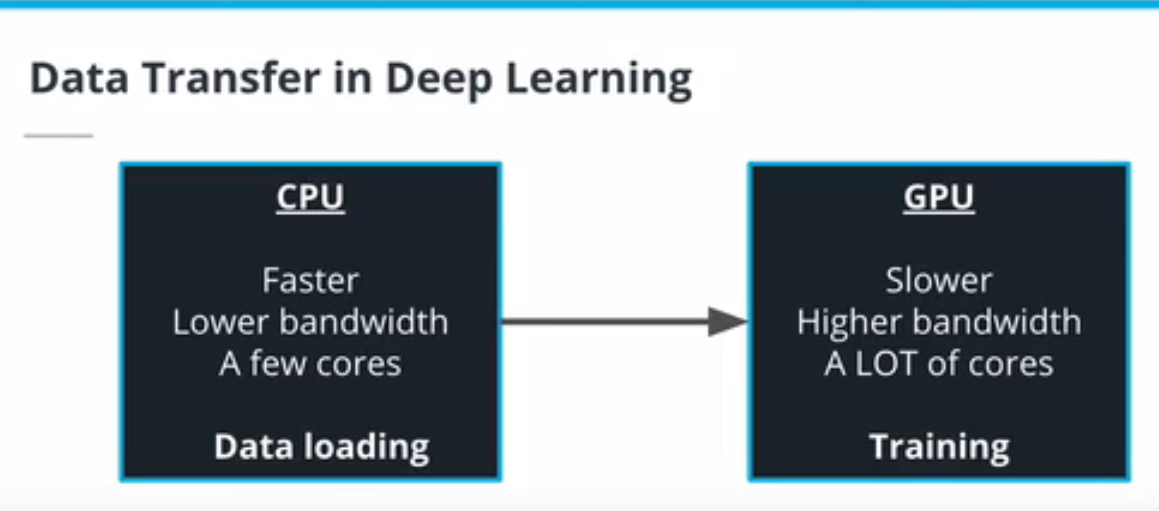 Data Transfer in Deep Learning
CPU
Faster
Lower bandwidth
A few cores
Data loading
GPU
Slower
Higher bandwidth
A LOT of cores
Training